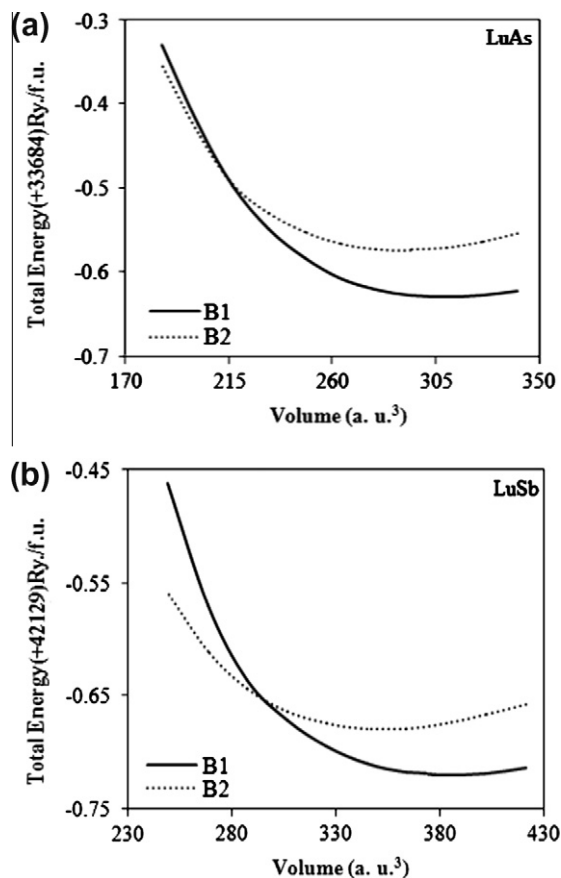 (a)
LuAs
Total Energy(+33684)Ry./f.u.
-0.3
-0.4
-0.5
-0.6
-0.7
B1
B2
170 215 260 305 350
Volume (a. u.³)
(b)
LuSb
Total Energy(+42129)Ry./f.u.
-0.45
-0.55
-0.65
-0.75
B1
B2
230 280 330 380 430
Volume (a. u.³)